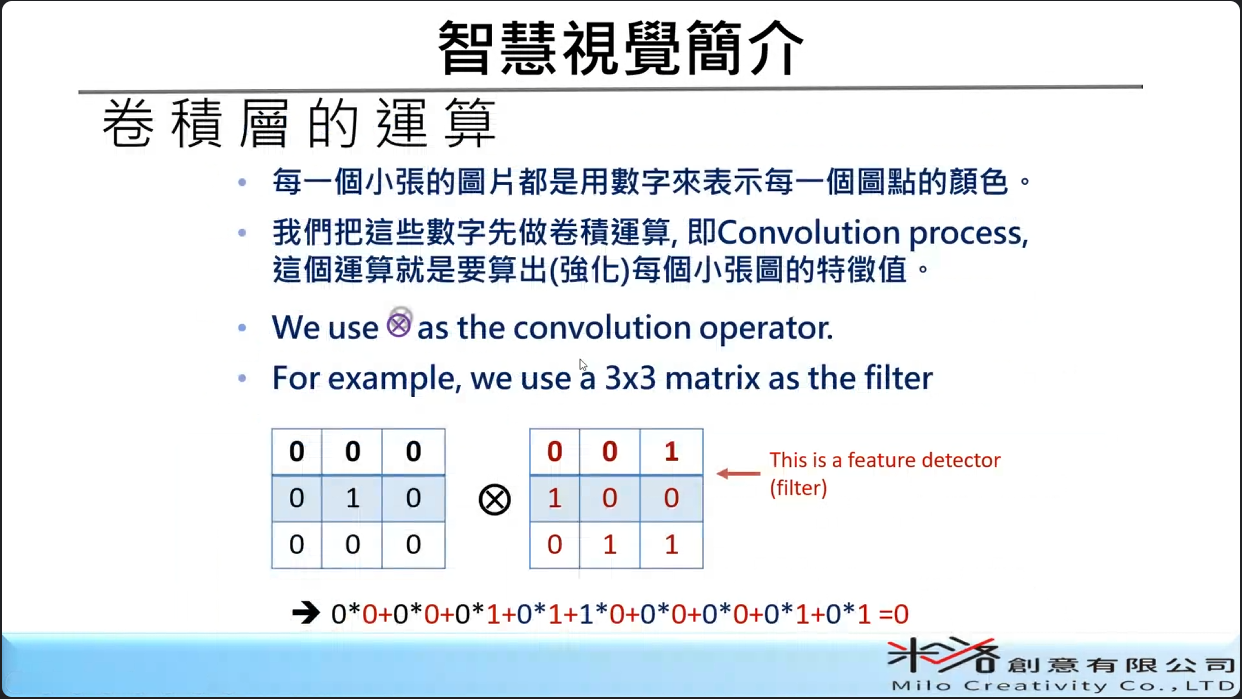 智慧視覺簡介
卷積層的運算
• 每一個小張的圖片都是用數字來表示每一個圖點的顏色。
• 我們把這些數字先做卷積運算, 即Convolution process,
這個運算就是要算出(強化)每個小張圖的特徵值。
• We use ⊗ as the convolution operator.
• For example, we use a 3x3 matrix as the filter
0 0 0 0 0 1
0 1 0 ⊗ 1 0 0
0 0 0 0 1 1
This is a feature detector
(filter)
➔ 0*0+0*0+0*1+0*1+1*0+0*0+0*0+0*1+0*1 =0
米洛創意有限公司
Milo Creativity Co.,LTD